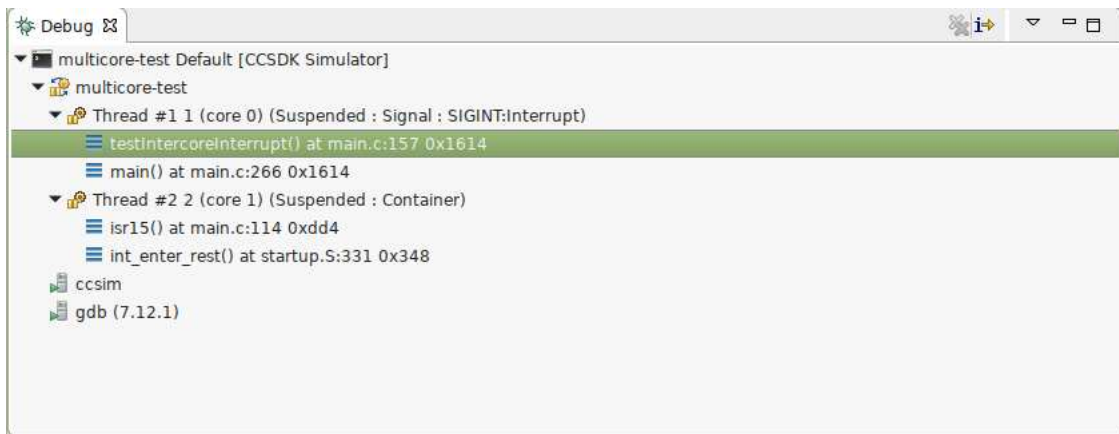 Debug
multicore-test Default [CCSDK Simulator]
multicore-test
Thread #1 1 (core 0) (Suspended : Signal : SIGINT:Interrupt)
testIntercoreInterrupt() at main.c:157 0x1614
main() at main.c:266 0x1614
Thread #2 2 (core 1) (Suspended : Container)
isr15() at main.c:114 0xdd4
int_enter_rest() at startup.S:331 0x348
ccsim
gdb (7.12.1)